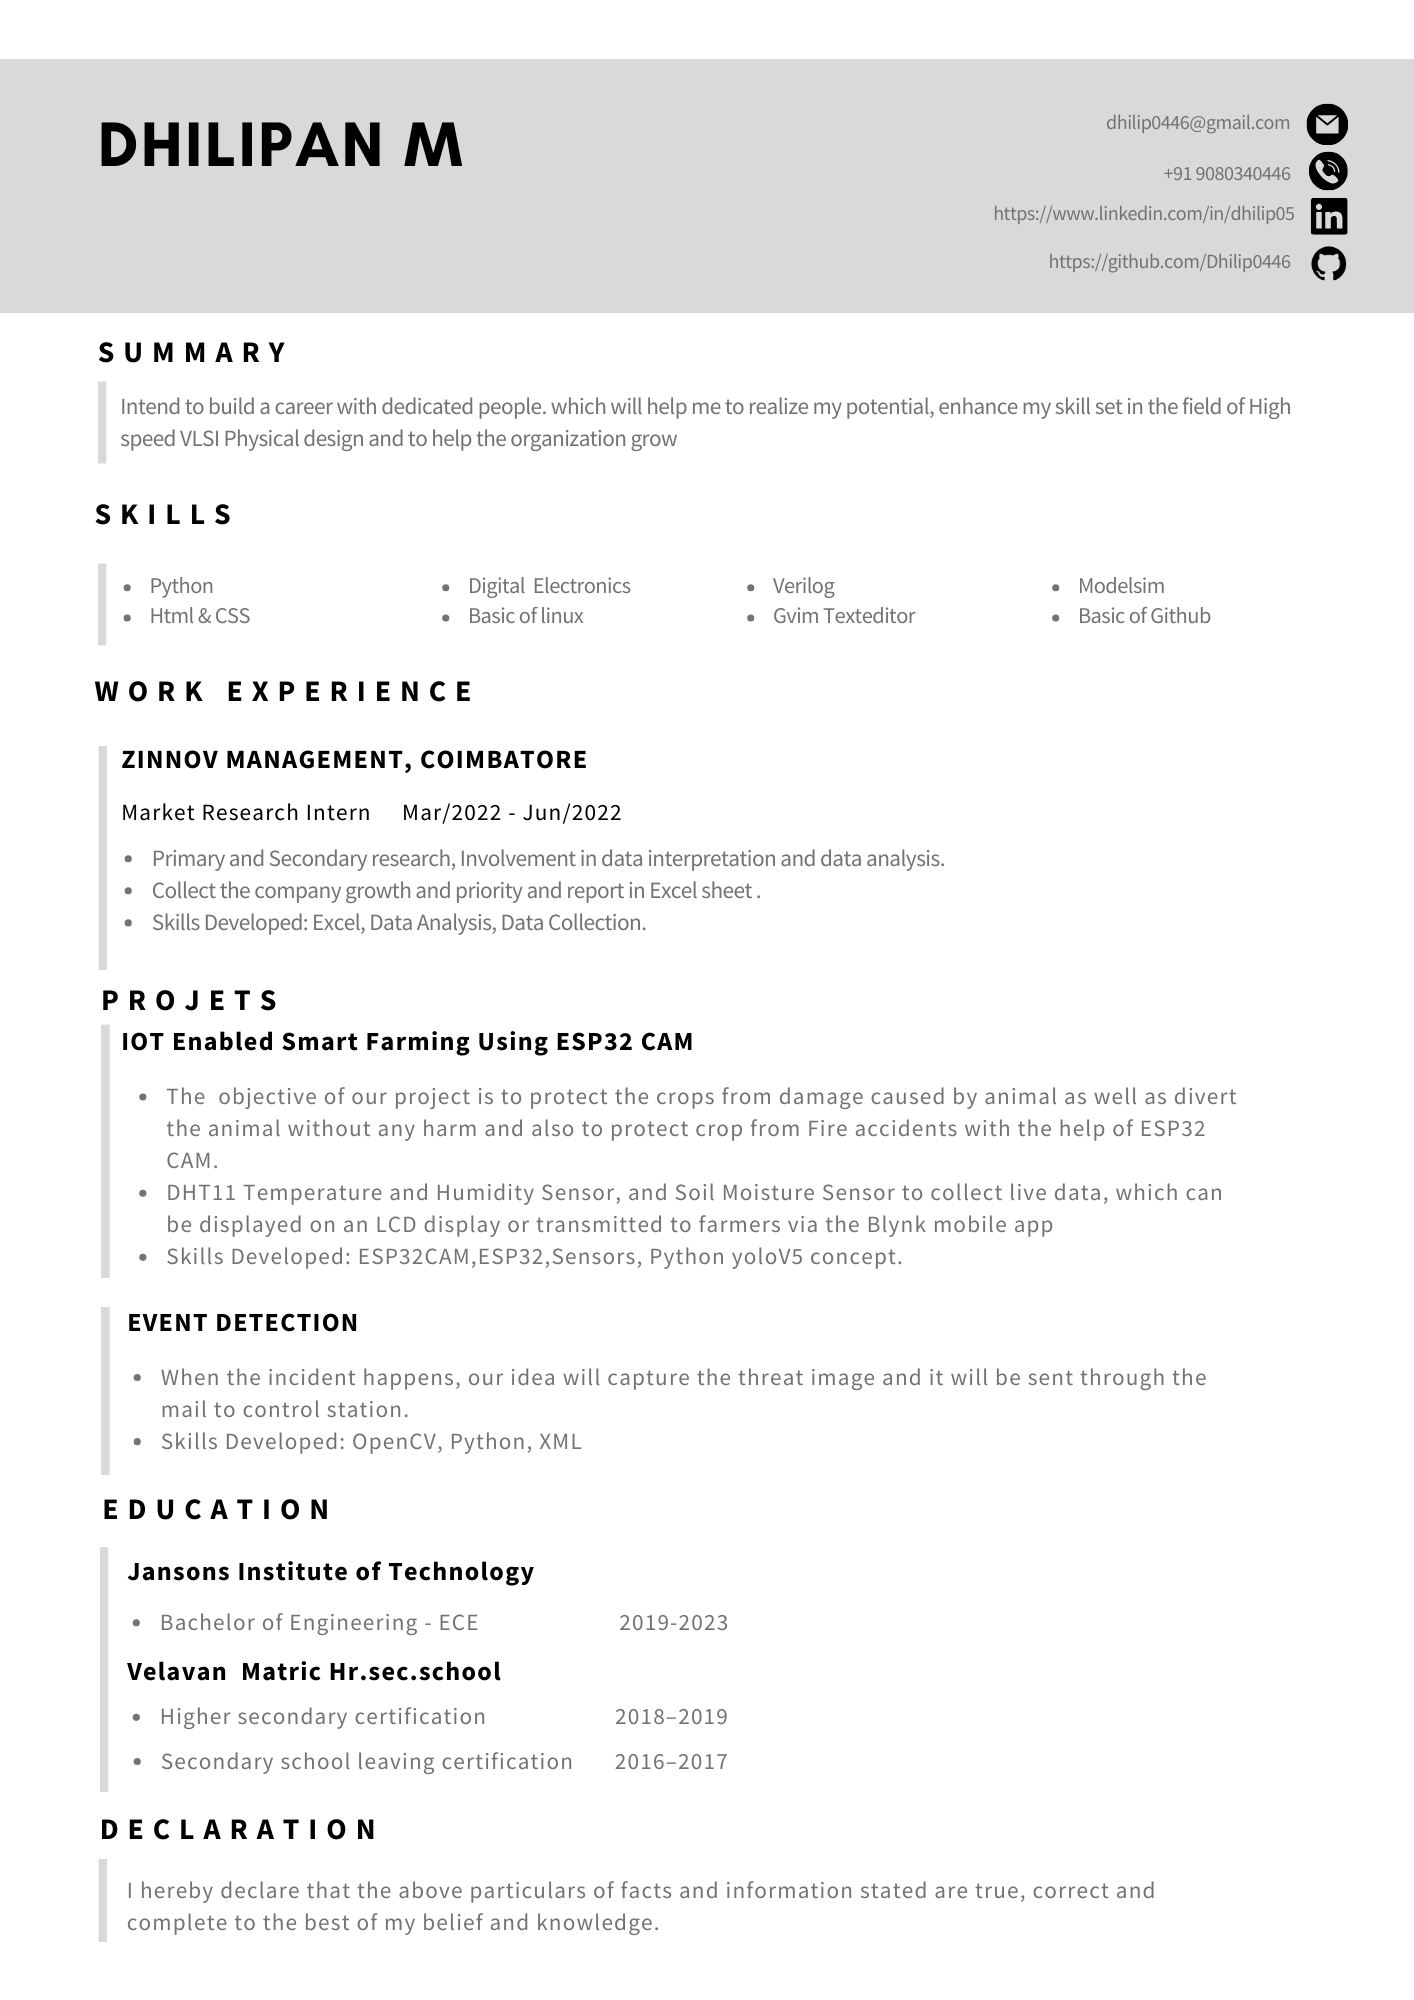 DHILIPAN M
dhilip0446@gmail.com
+91 9080340446
https://www.linkedin.com/in/dhilip05
in
https://github.com/Dhilip0446
SUMMARY
Intend to build a career with dedicated people. which will help me to realize my potential, enhance my skill set in the field of High
speed VLSI Physical design and to help the organization grow
SKILLS
• Python • Digital  Electronics • Verilog • Modelsim
• Html & CSS • Basic of linux • Gvim Texteditor • Basic of Github
WORK EXPERIENCE
ZINNOV MANAGEMENT, COIMBATORE
Market Research Intern Mar/2022 - Jun/2022
• Primary and Secondary research, Involvement in data interpretation and data analysis.
• Collect the company growth and priority and report in Excel sheet .
• Skills Developed: Excel, Data Analysis, Data Collection.
PROJETS
IOT Enabled Smart Farming Using ESP32 CAM
• The  objective of our project is to protect the crops from damage caused by animal as well as divert
the animal without any harm and also to protect crop from Fire accidents with the help of ESP32
CAM.
• DHT11 Temperature and Humidity Sensor, and Soil Moisture Sensor to collect live data, which can
be displayed on an LCD display or transmitted to farmers via the Blynk mobile app
• Skills Developed: ESP32CAM,ESP32,Sensors, Python yoloV5 concept.
EVENT DETECTION
• When the incident happens, our idea will capture the threat image and it will be sent through the
mail to control station.
• Skills Developed: OpenCV, Python, XML
EDUCATION
Jansons Institute of Technology
• Bachelor of Engineering - ECE 2019-2023
Velavan  Matric Hr.sec.school
• Higher secondary certification 2018–2019
• Secondary school leaving certification 2016–2017
DECLARATION
I hereby declare that the above particulars of facts and information stated are true, correct and
complete to the best of my belief and knowledge.